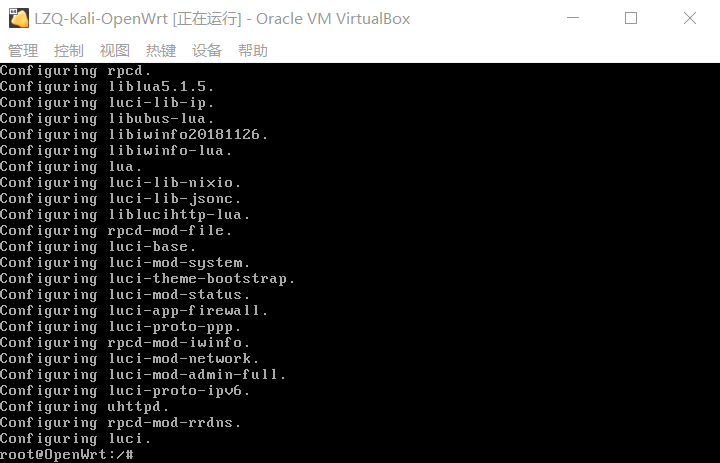 LZQ-Kali-OpenWrt [正在运行] - Oracle VM VirtualBox
管理 控制 视图 热键 设备 帮助
Configuring rpcd.
Configuring liblua5.1.5.
Configuring luci-lib-ip.
Configuring libubus-lua.
Configuring libiwinfo20181126.
Configuring libiwinfo-lua.
Configuring lua.
Configuring luci-lib-nixio.
Configuring luci-lib-jsonc.
Configuring liblucihttp-lua.
Configuring rpcd-mod-file.
Configuring luci-base.
Configuring luci-mod-system.
Configuring luci-theme-bootstrap.
Configuring luci-mod-status.
Configuring luci-app-firewall.
Configuring luci-proto-ppp.
Configuring rpcd-mod-iwinfo.
Configuring luci-mod-network.
Configuring luci-mod-admin-full.
Configuring luci-proto-ipv6.
Configuring uhttpd.
Configuring rpcd-mod-rrdns.
Configuring luci.
root@OpenWrt:/#